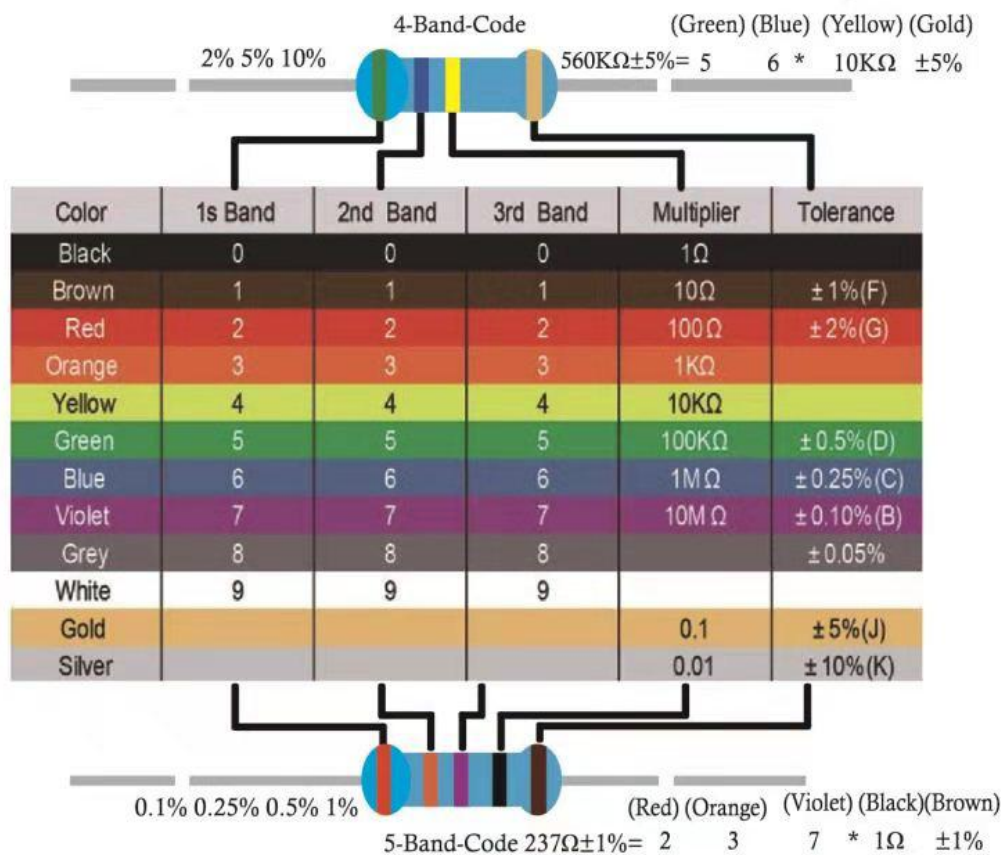 4-Band-Code
(Green) (Blue) (Yellow) (Gold)
2% 5% 10%
560KΩ±5%= 5 6 * 10KΩ ±5%
Color 1s Band 2nd Band 3rd Band Multiplier Tolerance
Black 0 0 0 1Ω
Brown 1 1 1 10Ω ±1%(F)
Red 2 2 2 100Ω ±2%(G)
Orange 3 3 3 1KΩ
Yellow 4 4 4 10KΩ
Green 5 5 5 100KΩ ±0.5%(D)
Blue 6 6 6 1MΩ ±0.25%(C)
Violet 7 7 7 10MΩ ±0.10%(B)
Grey 8 8 8 ±0.05%
White 9 9 9
Gold 0.1 ±5%(J)
Silver 0.01 ±10%(K)
0.1% 0.25% 0.5% 1%
(Red) (Orange) (Violet) (Black)(Brown)
5-Band-Code 237Ω±1%= 2 3 7 * 1Ω ±1%